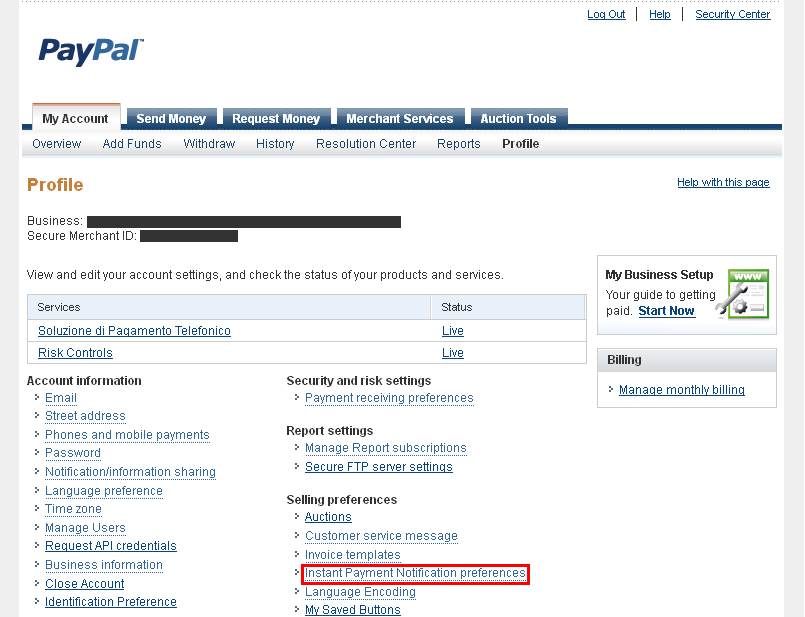 Log Out | Help | Security Center
PayPal™
My Account Send Money Request Money Merchant Services Auction Tools
Overview Add Funds Withdraw History Resolution Center Reports Profile
Profile
Help with this page
Business:
Secure Merchant ID:
View and edit your account settings, and check the status of your products and services.
Services Status
Soluzione di Pagamento Telefonico Live
Risk Controls Live
My Business Setup
Your guide to getting
paid. Start Now
www
Billing
Manage monthly billing
Account information
Email
Street address
Phones and mobile payments
Password
Notification/information sharing
Language preference
Time zone
Manage Users
Request API credentials
Business information
Close Account
Identification Preference
Security and risk settings
Payment receiving preferences
Report settings
Manage Report subscriptions
Secure FTP server settings
Selling preferences
Auctions
Customer service message
Invoice templates
Instant Payment Notification preferences
Language Encoding
My Saved Buttons